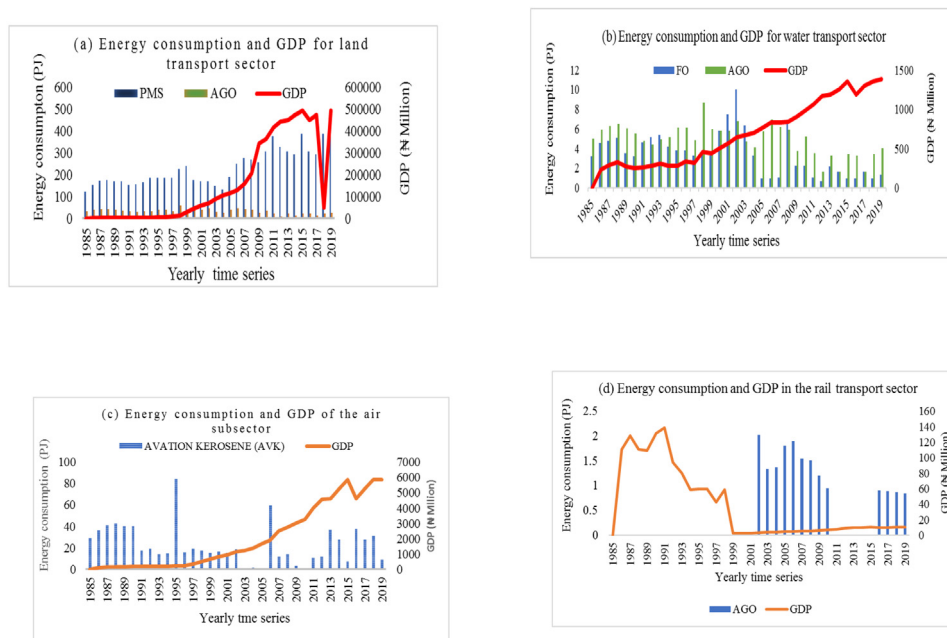 (a) Energy consumption and GDP for land
transport sector
PMS AGO GDP
Energy consumption (PJ)
600
500
400
300
200
100
0
600000
500000
400000
300000
200000
100000
0
GDP (₦ Million)
1985 1987 1989 1991 1993 1995 1997 1999 2001 2003 2005 2007 2009 2011 2013 2015 2017 2019
Yearly time series
(b) Energy consumption and GDP for water transport sector
FO AGO GDP
Energy consumption (PJ)
12
10
8
6
4
2
0
1500
1000
500
0
GDP (₦ Million)
1985 1987 1989 1991 1993 1995 1997 1999 2001 2003 2005 2007 2009 2011 2013 2015 2017 2019
Yearly time series
(c) Energy consumption and GDP of the air
subsector
AVATION KEROSENE (AVK) GDP
Energy consumption (PJ)
100
80
60
40
20
0
7000
6000
5000
4000
3000
2000
1000
0
GDP (₦ Million)
1985 1987 1989 1991 1993 1995 1997 1999 2001 2003 2005 2007 2009 2011 2013 2015 2017 2019
Yearly tme series
(d) Energy consumption and GDP in the rail transport sector
Energy consumption (PJ)
2.5
2
1.5
1
0.5
0
160
140
120
100
80
60
40
20
0
GDP (₦ Million)
1985 1987 1989 1991 1993 1995 1997 1999 2001 2003 2005 2007 2009 2011 2013 2015 2017 2019
Yearly time series
AGO GDP